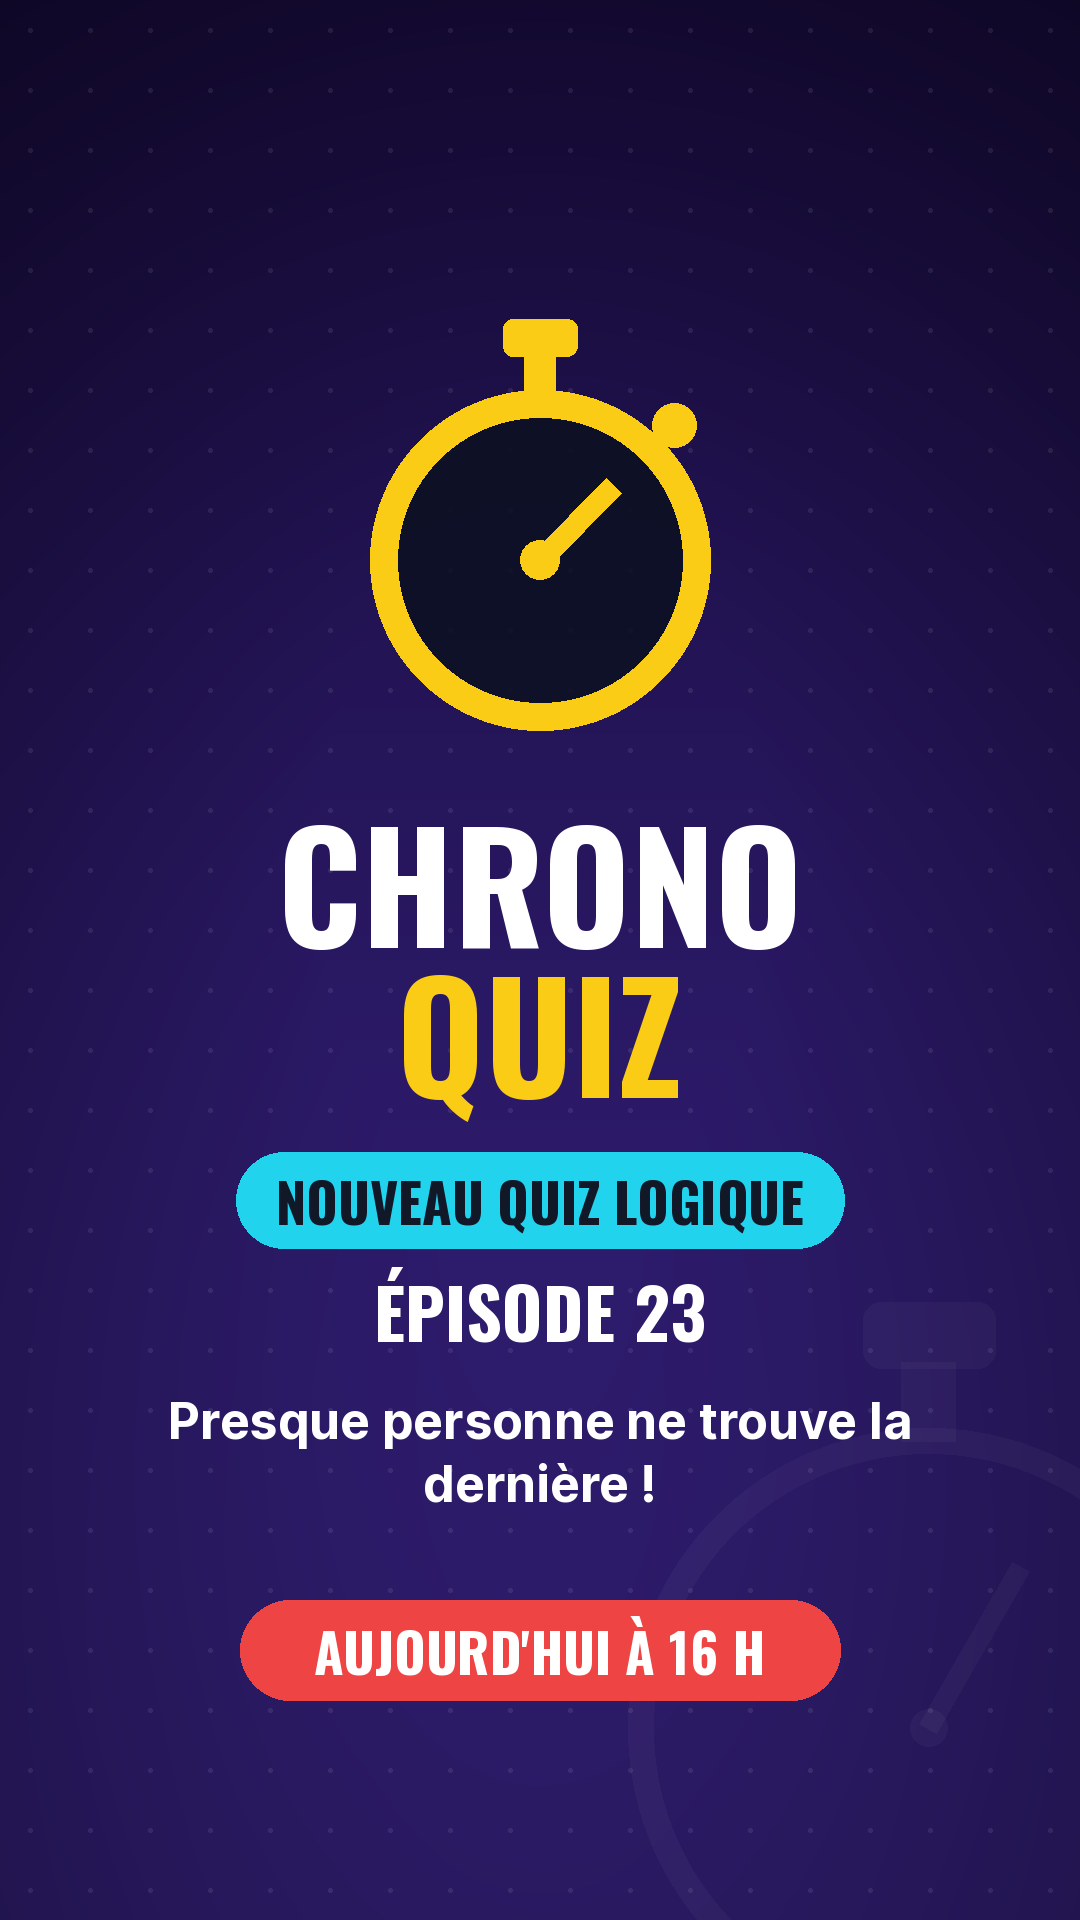 CHRONO
QUIZ
NOUVEAU QUIZ LOGIQUE
ÉPISODE 23
Presque personne ne trouve la
dernière !
AUJOURD'HUI À 16 H